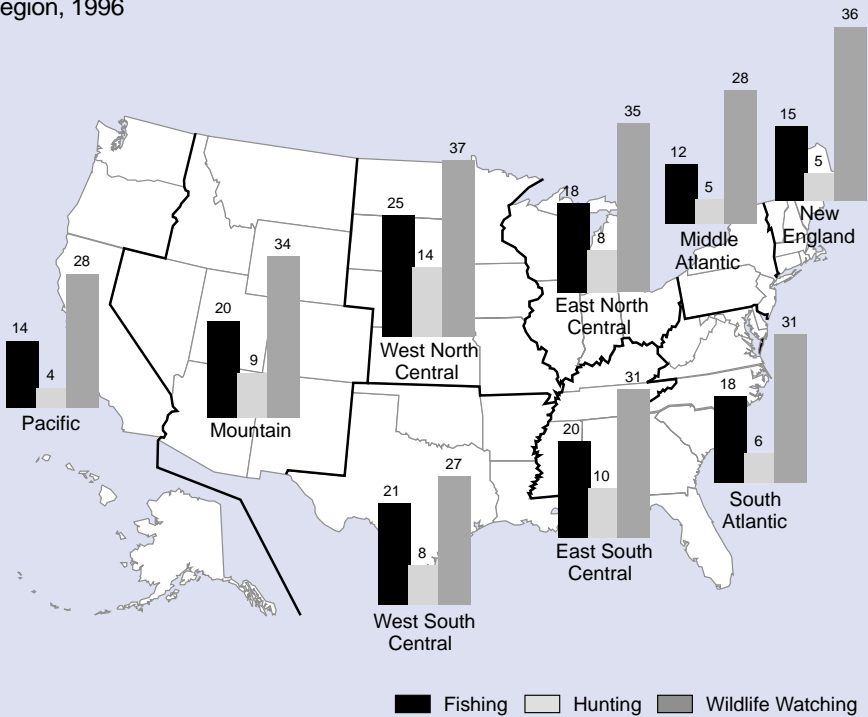 egion, 1996
36
28
15
12
5
5
New
England
Middle
Atlantic
35
18
8
East North
Central
37
25
14
West North
Central
34
20
9
Mountain
28
14
4
Pacific
31
18
6
South
Atlantic
31
20
10
East South
Central
27
21
8
West South
Central
Fishing Hunting Wildlife Watching